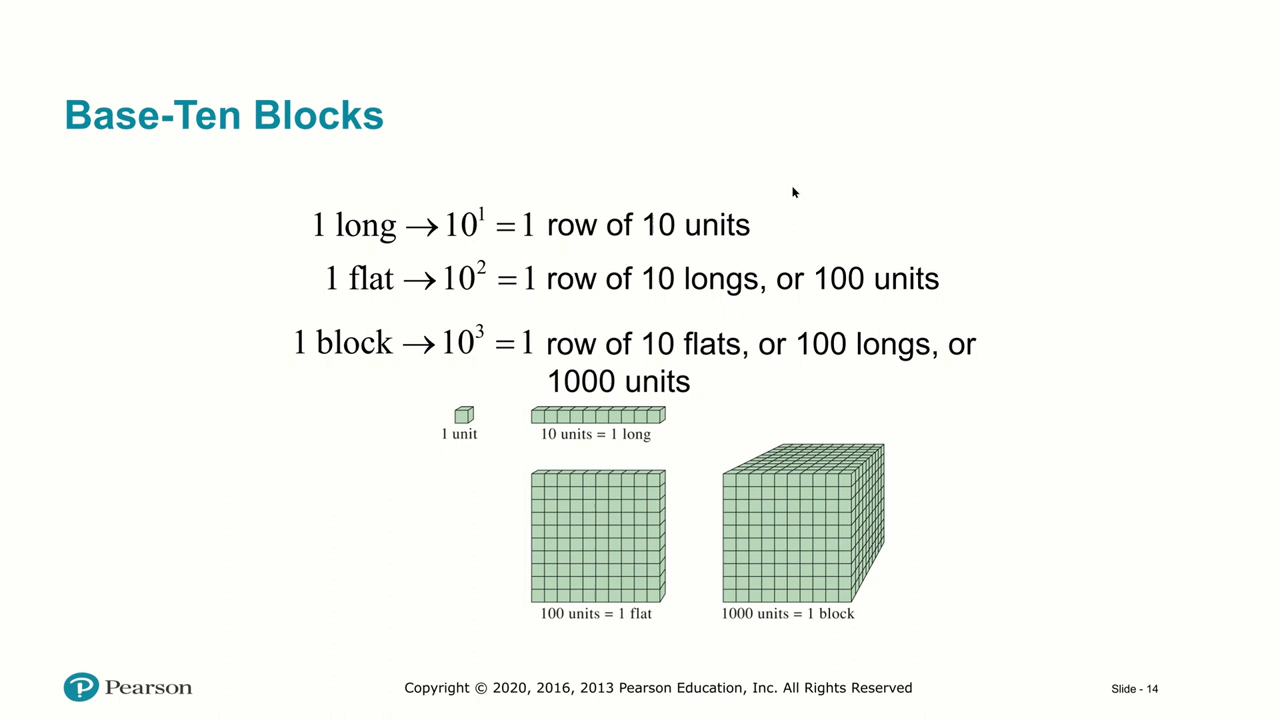 Base-Ten Blocks
1 long → 10¹ = 1 row of 10 units
1 flat → 10² = 1 row of 10 longs, or 100 units
1 block → 10³ = 1 row of 10 flats, or 100 longs, or
1000 units
1 unit
10 units = 1 long
100 units = 1 flat
1000 units = 1 block
P Pearson
Copyright © 2020, 2016, 2013 Pearson Education, Inc. All Rights Reserved
Slide - 14